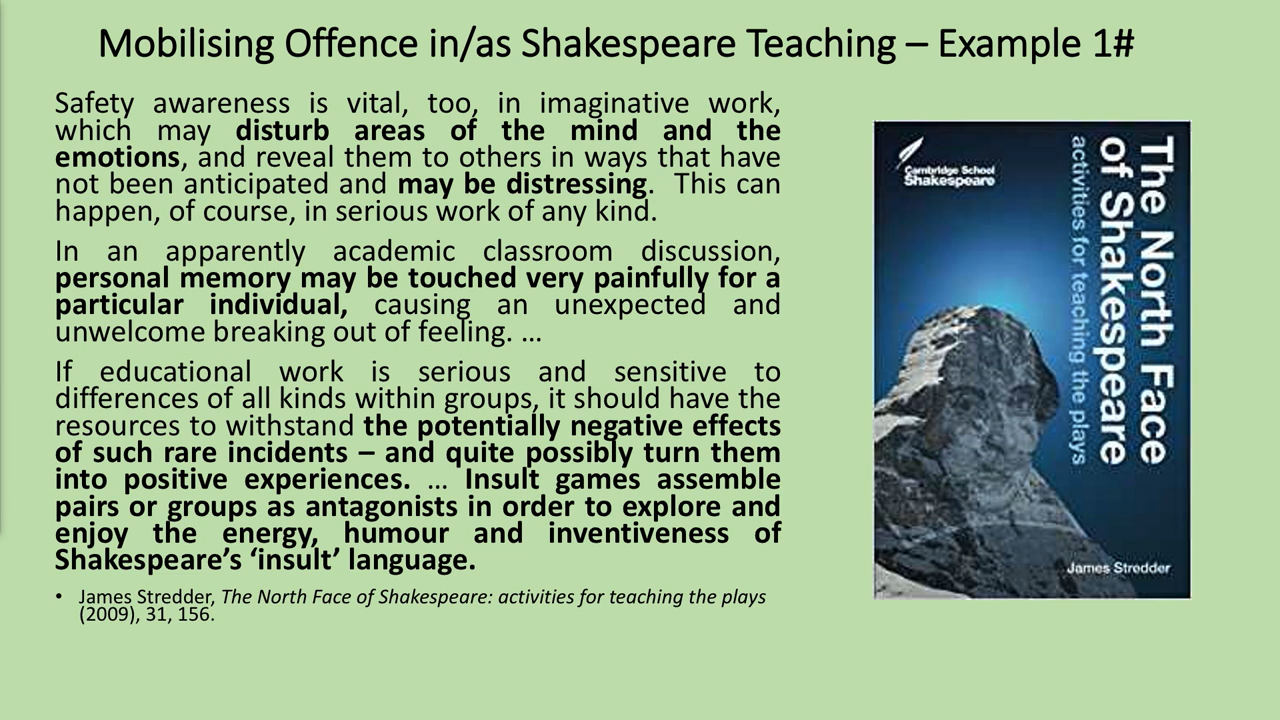 Mobilising Offence in/as Shakespeare Teaching – Example 1#
Safety awareness is vital, too, in imaginative work,
which may disturb areas of the mind and the
emotions, and reveal them to others in ways that have
not been anticipated and may be distressing. This can
happen, of course, in serious work of any kind.
In an apparently academic classroom discussion,
personal memory may be touched very painfully for a
particular individual, causing an unexpected and
unwelcome breaking out of feeling. …
If educational work is serious and sensitive to
differences of all kinds within groups, it should have the
resources to withstand the potentially negative effects
of such rare incidents – and quite possibly turn them
into positive experiences. … Insult games assemble
pairs or groups as antagonists in order to explore and
enjoy the energy, humour and inventiveness of
Shakespeare’s ‘insult’ language.
• James Stredder, The North Face of Shakespeare: activities for teaching the plays
(2009), 31, 156.
Cambridge School
Shakespeare
The North Face
of Shakespeare
activities for teaching the plays
James Stredder